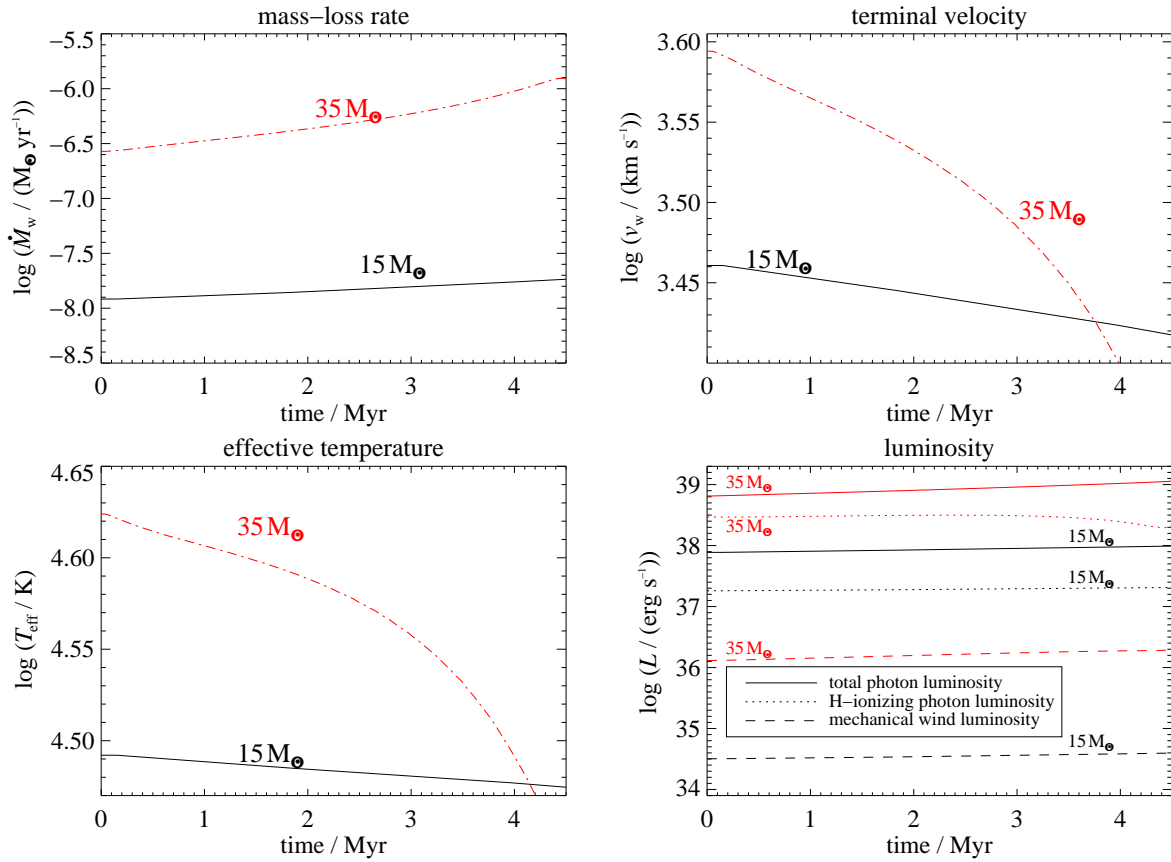 mass−loss rate
−5.5
−6.0
−6.5
−7.0
−7.5
−8.0
−8.5
log (Ṁw / (M⊙ yr⁻¹))
35 M⊙
15 M⊙
0 1 2 3 4
time / Myr
terminal velocity
3.60
3.55
3.50
3.45
log (vw / (km s⁻¹))
35 M⊙
15 M⊙
0 1 2 3 4
time / Myr
effective temperature
4.65
4.60
4.55
4.50
log (Teff / K)
35 M⊙
15 M⊙
0 1 2 3 4
time / Myr
luminosity
39
38
37
36
35
34
log (L / (erg s⁻¹))
35 M⊙
35 M⊙
15 M⊙
15 M⊙
35 M⊙
total photon luminosity
H−ionizing photon luminosity
mechanical wind luminosity
15 M⊙
0 1 2 3 4
time / Myr